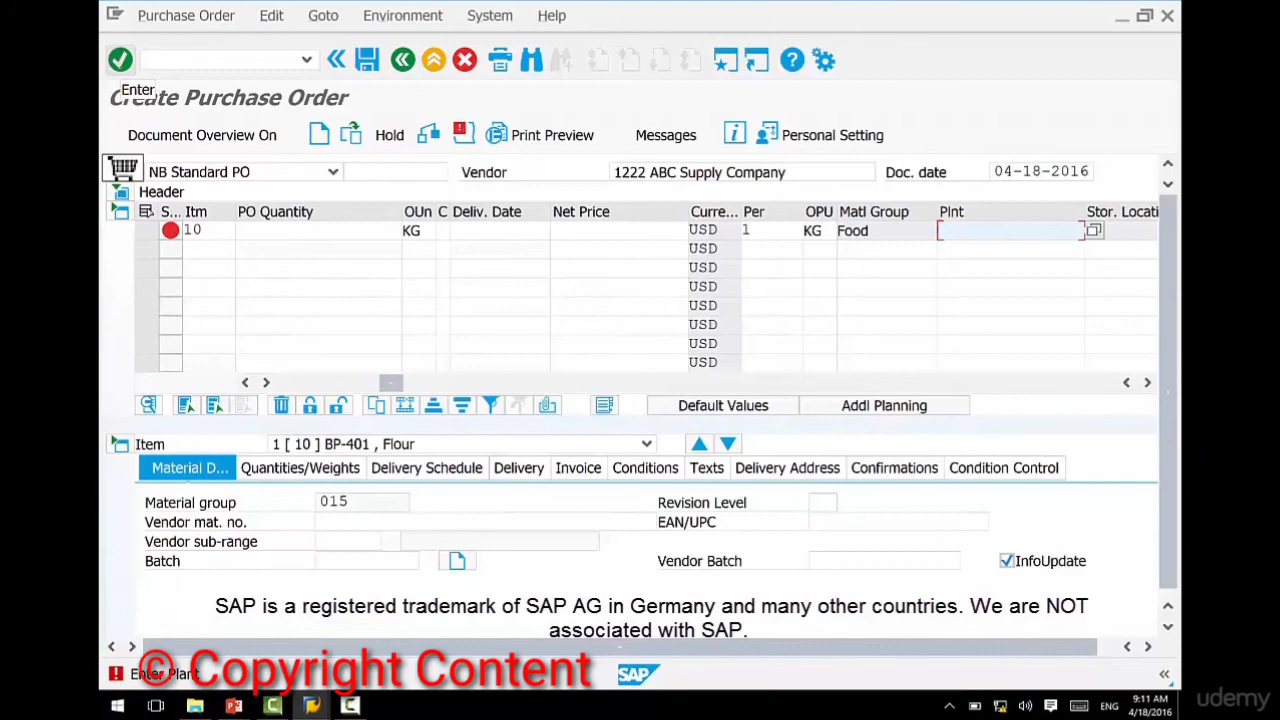 Purchase Order Edit Goto Environment System Help
Enter
Create Purchase Order
Document Overview On Hold Print Preview Messages Personal Setting
NB Standard PO Vendor 1222 ABC Supply Company Doc. date 04-18-2016
Header
S... Itm PO Quantity OUn C Deliv. Date Net Price Curre... Per OPU Matl Group Plnt Stor. Locati
10 KG USD 1 KG Food
USD
USD
USD
USD
USD
USD
USD
Default Values Addl Planning
Item 1 [ 10 ] BP-401 , Flour
Material D... Quantities/Weights Delivery Schedule Delivery Invoice Conditions Texts Delivery Address Confirmations Condition Control
Material group 015 Revision Level
Vendor mat. no. EAN/UPC
Vendor sub-range
Batch Vendor Batch InfoUpdate
SAP is a registered trademark of SAP AG in Germany and many other countries. We are NOT
associated with SAP.
Enter Plant
© Copyright Content
SAP
ENG 9:11 AM
4/18/2016
udemy